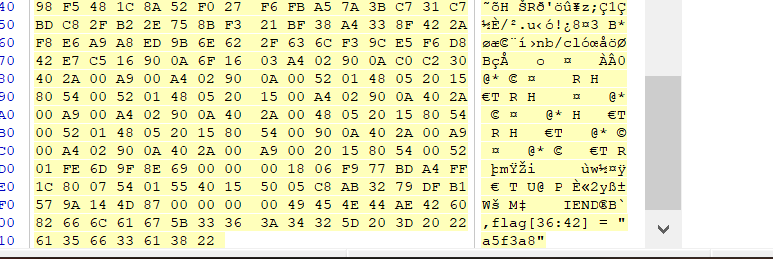 40 98 F5 48 1C 8A 52 F0 27 F6 FB A5 7A 3B C7 31 C7 ˜õH ŠRð'öû¥z;Ç1Ç
50 BD C8 2F B2 2E 75 8B F3 21 BF 38 A4 33 8F 42 2A ½È/².u‹ó!¿8¤3 B*
60 F8 E6 A9 A8 ED 9B 6E 62 2F 63 6C F3 9C E5 F6 D8 øæ©¨í›nb/clóœåöØ
70 42 E7 C5 16 90 0A 6F 16 03 A4 02 90 0A C0 C2 30 BçÅ o ¤ ÀÂ0
80 40 2A 00 A9 00 A4 02 90 0A 00 52 01 48 05 20 15 @* © ¤ R H
90 80 54 00 52 01 48 05 20 15 00 A4 02 90 0A 40 2A €T R H ¤ @*
A0 00 A9 00 A4 02 90 0A 40 2A 00 48 05 20 15 80 54 © ¤ @* H €T
B0 00 52 01 48 05 20 15 80 54 00 90 0A 40 2A 00 A9 R H €T @* ©
C0 00 A4 02 90 0A 40 2A 00 A9 00 20 15 80 54 00 52 ¤ @* © €T R
D0 01 FE 6D 9F 8E 69 00 00 00 18 06 F9 77 BD A4 FF þmŸŽi ùw½¤ÿ
E0 1C 80 07 54 01 55 40 15 50 05 C8 AB 32 79 DF B1 € T U@ P È«2yß±
F0 57 9A 14 4D 87 00 00 00 00 49 45 4E 44 AE 42 60 Wš M‡ IEND®B`
00 82 66 6C 61 67 5B 33 36 3A 34 32 5D 20 3D 20 22 ‚flag[36:42] = "
10 61 35 66 33 61 38 22 a5f3a8"